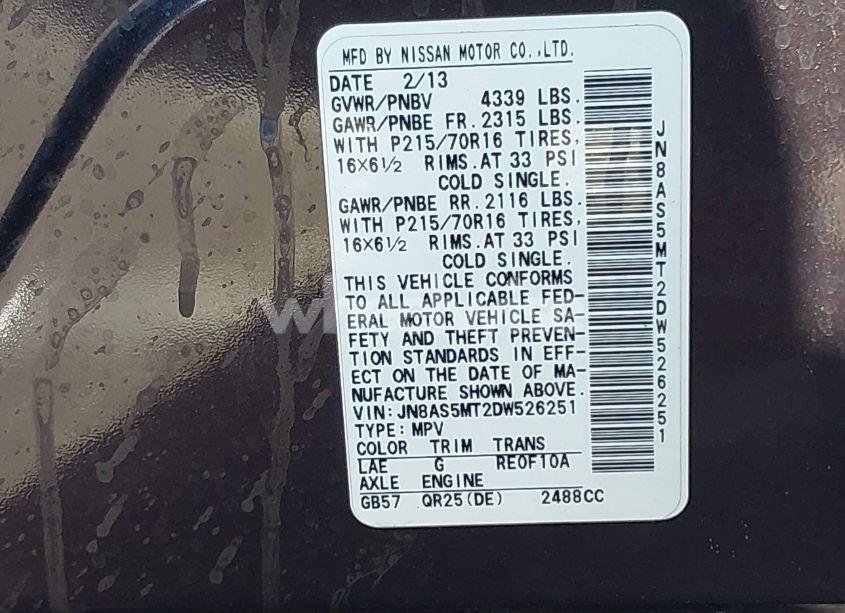 MFD BY NISSAN MOTOR CO.,LTD.
DATE 2/13
GVWR/PNBV 4339 LBS.
GAWR/PNBE FR. 2315 LBS.
WITH P215/70R16 TIRES,
16×6½ RIMS. AT 33 PSI
COLD SINGLE.
GAWR/PNBE RR. 2116 LBS.
WITH P215/70R16 TIRES,
16×6½ RIMS. AT 33 PSI
COLD SINGLE.
THIS VEHICLE CONFORMS
TO ALL APPLICABLE FED-
ERAL MOTOR VEHICLE SA-
FETY AND THEFT PREVEN-
TION STANDARDS IN EFF-
ECT ON THE DATE OF MA-
NUFACTURE SHOWN ABOVE.
VIN: JN8AS5MT2DW526251
TYPE: MPV
COLOR TRIM TRANS
LAE G RE0F10A
AXLE ENGINE
GB57 QR25(DE) 2488CC
JN8AS5MT2DW526251